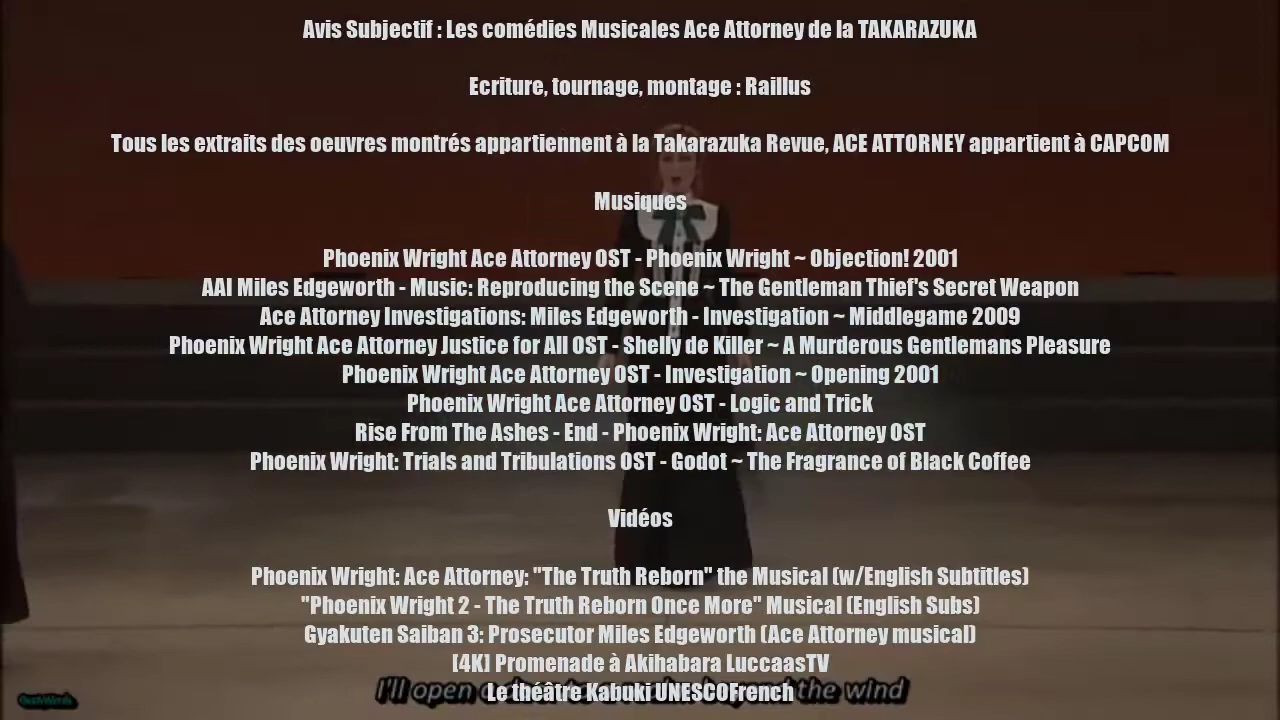 Avis Subjectif : Les comédies Musicales Ace Attorney de la TAKARAZUKA
Ecriture, tournage, montage : Raillus
Tous les extraits des oeuvres montrés appartiennent à la Takarazuka Revue, ACE ATTORNEY appartient à CAPCOM
Musiques
Phoenix Wright Ace Attorney OST - Phoenix Wright ~ Objection! 2001
AAI Miles Edgeworth - Music: Reproducing the Scene ~ The Gentleman Thief's Secret Weapon
Ace Attorney Investigations: Miles Edgeworth - Investigation ~ Middlegame 2009
Phoenix Wright Ace Attorney Justice for All OST - Shelly de Killer ~ A Murderous Gentlemans Pleasure
Phoenix Wright Ace Attorney OST - Investigation ~ Opening 2001
Phoenix Wright Ace Attorney OST - Logic and Trick
Rise From The Ashes - End - Phoenix Wright: Ace Attorney OST
Phoenix Wright: Trials and Tribulations OST - Godot ~ The Fragrance of Black Coffee
Vidéos
Phoenix Wright: Ace Attorney: "The Truth Reborn" the Musical (w/English Subtitles)
"Phoenix Wright 2 - The Truth Reborn Once More" Musical (English Subs)
Gyakuten Saiban 3: Prosecutor Miles Edgeworth (Ace Attorney musical)
[4K] Promenade à Akihabara LuccaasTV
Le théâtre Kabuki UNESCOFrench
I'll open the wind